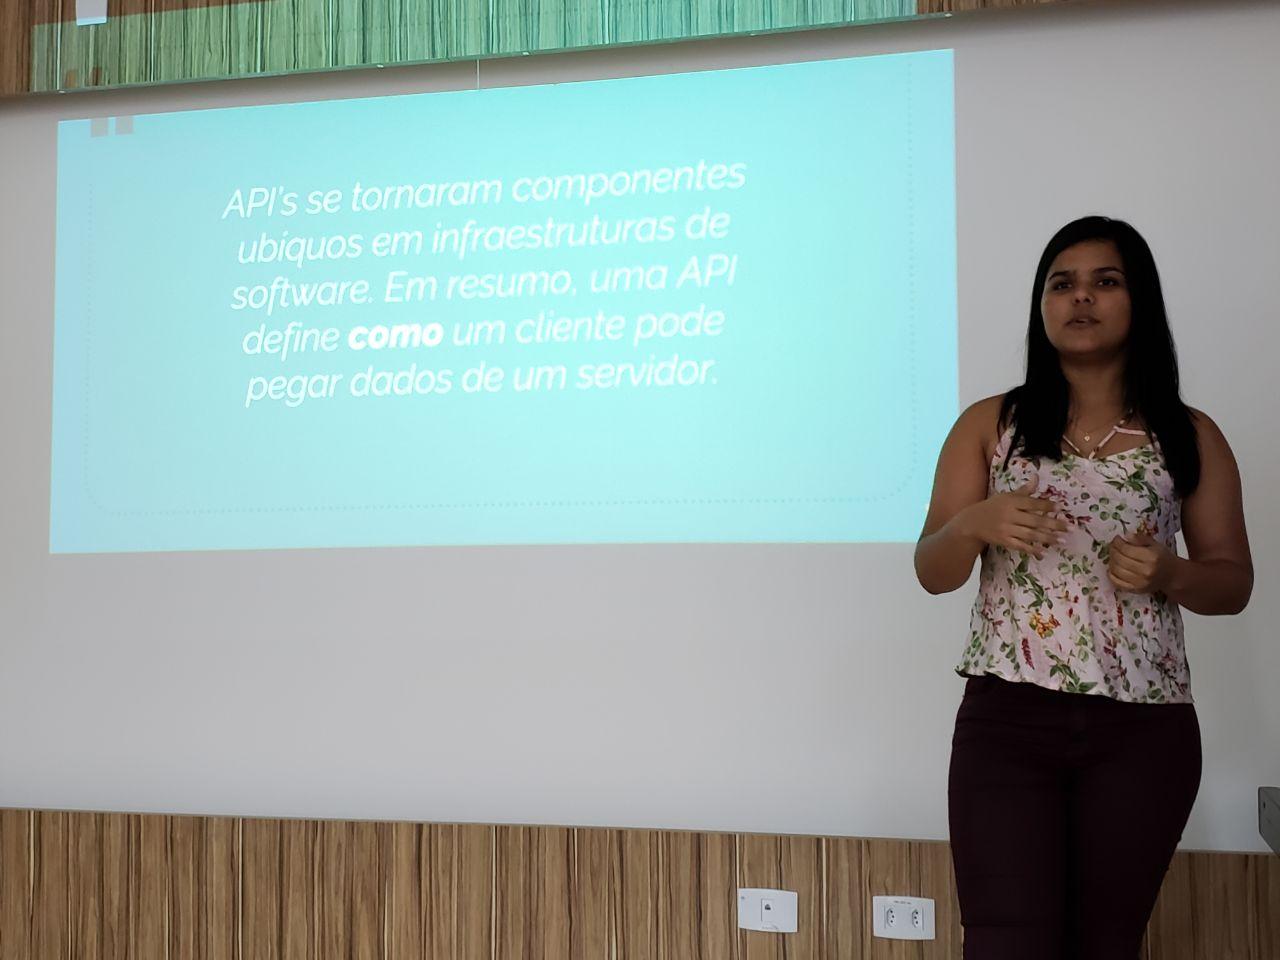 API's se tornaram componentes
ubíquos em infraestruturas de
software. Em resumo, uma API
define como um cliente pode
pegar dados de um servidor.